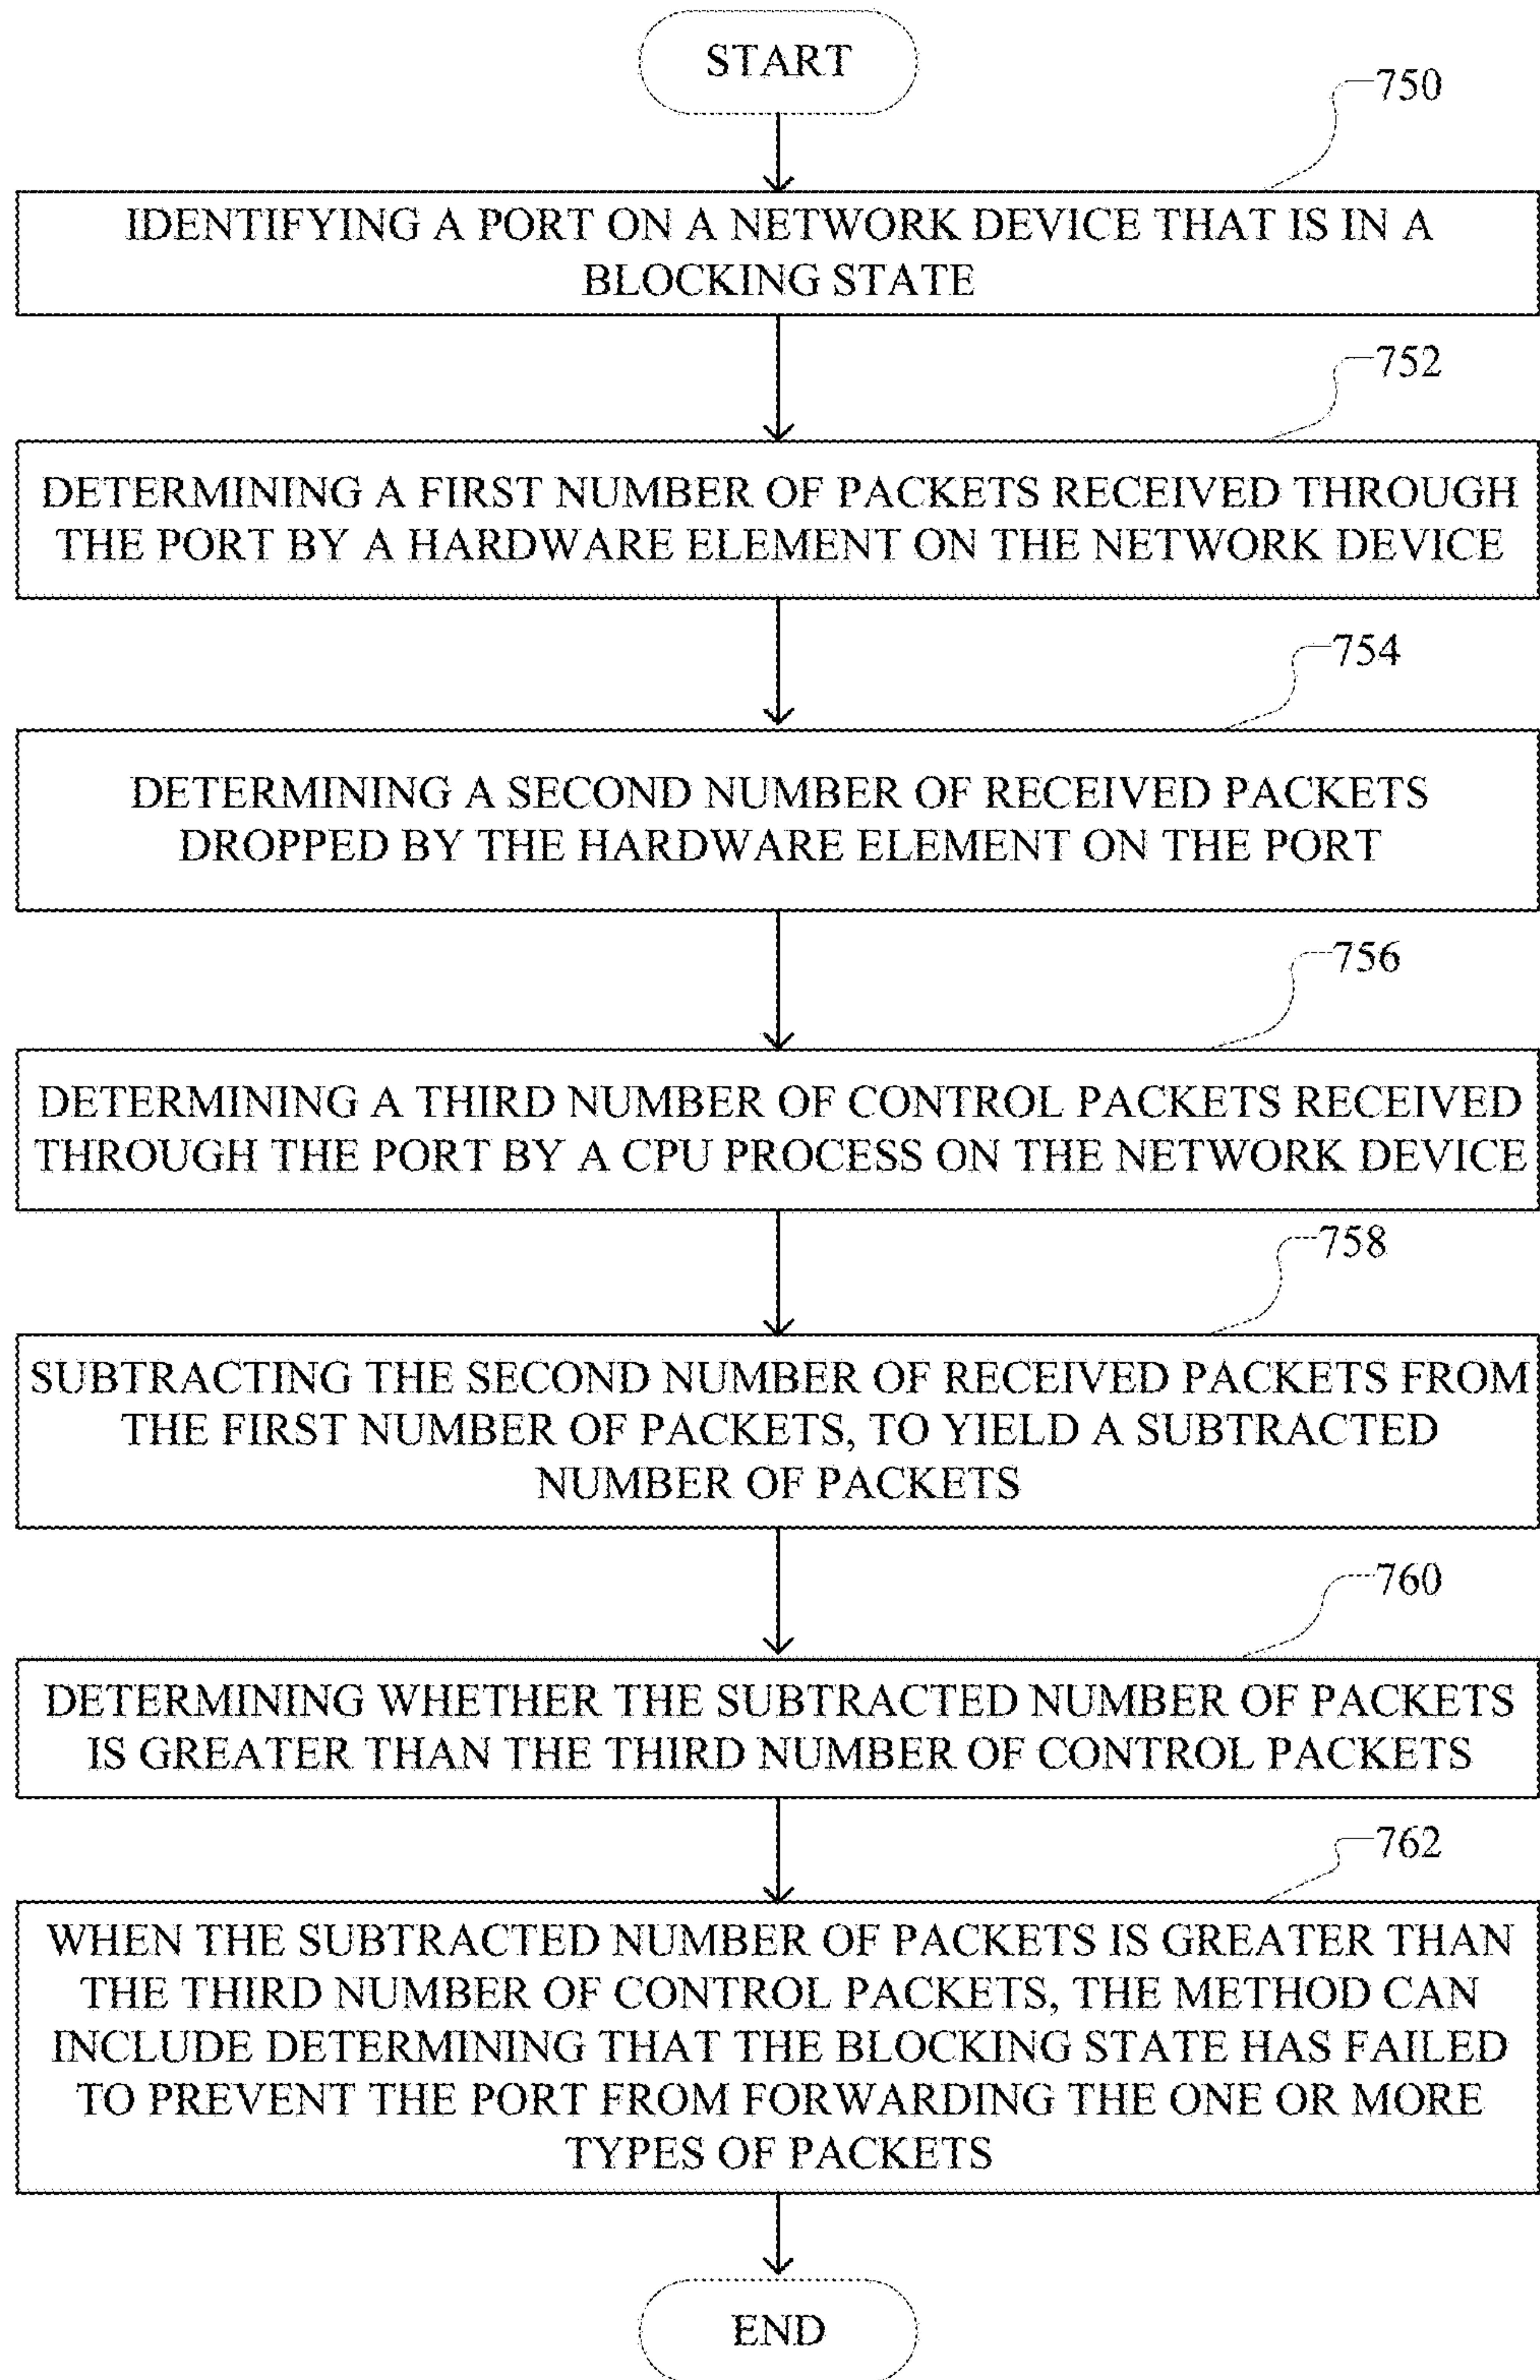 START
750
IDENTIFYING A PORT ON A NETWORK DEVICE THAT IS IN A
BLOCKING STATE
752
DETERMINING A FIRST NUMBER OF PACKETS RECEIVED THROUGH
THE PORT BY A HARDWARE ELEMENT ON THE NETWORK DEVICE
754
DETERMINING A SECOND NUMBER OF RECEIVED PACKETS
DROPPED BY THE HARDWARE ELEMENT ON THE PORT
756
DETERMINING A THIRD NUMBER OF CONTROL PACKETS RECEIVED
THROUGH THE PORT BY A CPU PROCESS ON THE NETWORK DEVICE
758
SUBTRACTING THE SECOND NUMBER OF RECEIVED PACKETS FROM
THE FIRST NUMBER OF PACKETS, TO YIELD A SUBTRACTED
NUMBER OF PACKETS
760
DETERMINING WHETHER THE SUBTRACTED NUMBER OF PACKETS
IS GREATER THAN THE THIRD NUMBER OF CONTROL PACKETS
762
WHEN THE SUBTRACTED NUMBER OF PACKETS IS GREATER THAN
THE THIRD NUMBER OF CONTROL PACKETS, THE METHOD CAN
INCLUDE DETERMINING THAT THE BLOCKING STATE HAS FAILED
TO PREVENT THE PORT FROM FORWARDING THE ONE OR MORE
TYPES OF PACKETS
END